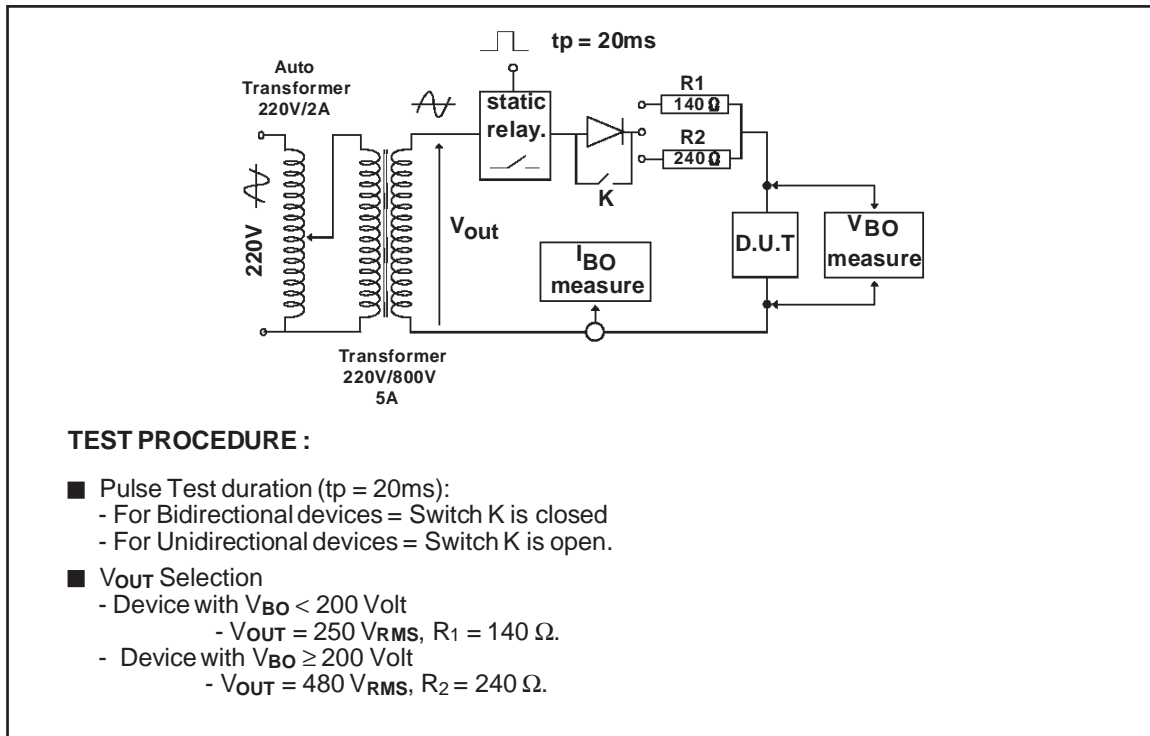 tp = 20ms
Auto
Transformer
220V/2A
static
relay.
R1
140 Ω
R2
240 Ω
K
220V
Vout
IBO
measure
D.U.T
VBO
measure
Transformer
220V/800V
5A
TEST PROCEDURE :
■ Pulse Test duration (tp = 20ms):
- For Bidirectional devices = Switch K is closed
- For Unidirectional devices = Switch K is open.
■ VOUT Selection
- Device with VBO < 200 Volt
- VOUT = 250 VRMS, R1 = 140 Ω.
- Device with VBO ≥ 200 Volt
- VOUT = 480 VRMS, R2 = 240 Ω.